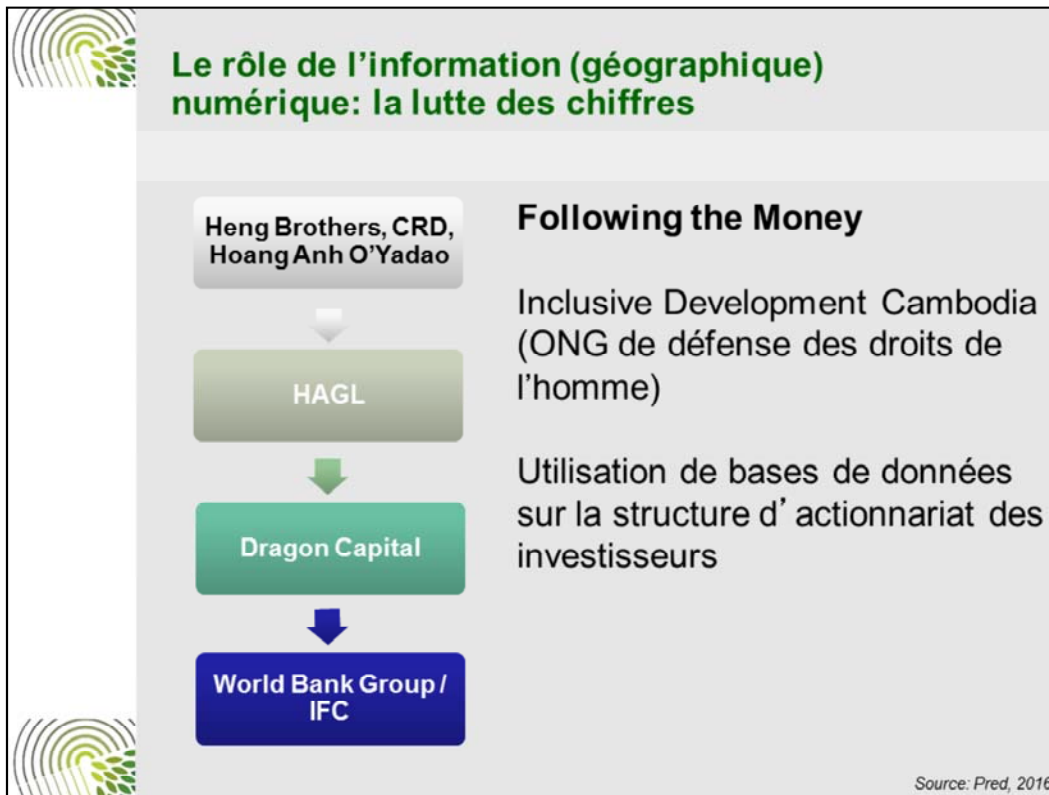 Le rôle de l’information (géographique)
numérique: la lutte des chiffres
Heng Brothers, CRD,
Hoang Anh O’Yadao
HAGL
Dragon Capital
World Bank Group /
IFC
Following the Money
Inclusive Development Cambodia
(ONG de défense des droits de
l’homme)
Utilisation de bases de données
sur la structure d’actionnariat des
investisseurs
Source: Pred, 2016